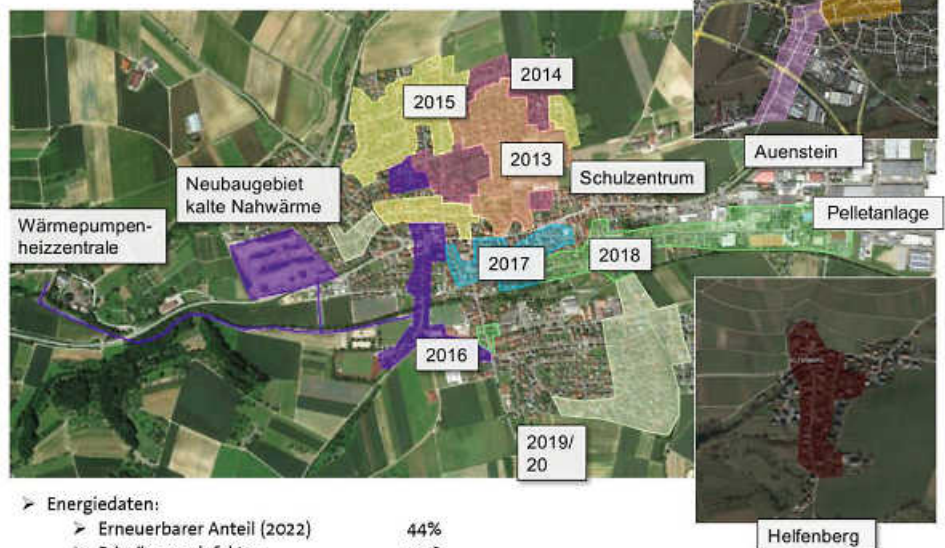 2014
2015
2013
Auenstein
Neubaugebiet
kalte Nahwärme
Schulzentrum
Wärmepumpen-
heizzentrale
Pelletanlage
2017
2018
2016
2019/
20
➢ Energiedaten:
➢ Erneuerbarer Anteil (2022) 44%
Helfenberg